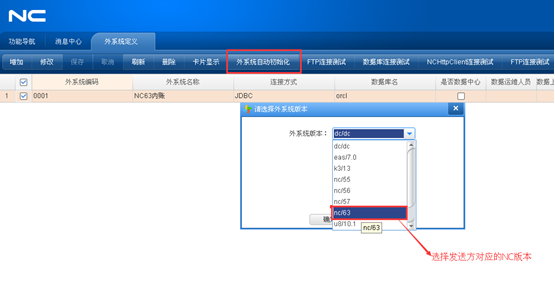 NC
功能导航 消息中心 外系统定义
增加 修改 保存 取消 刷新 删除 卡片显示 外系统自动初始化 FTP连接测试 数据库连接测试 NCHttpClient连接测试 FTP连接测试
外系统编码 外系统名称 连接方式 数据库名 是否数据中心 数据运维人员 数据上
1 0001 NC63内账 JDBC orcl
请选择外系统版本
外系统版本： dc/dc
dc/dc
eas/7.0
k3/13
nc/55
nc/56
nc/57
nc/63
u8/10.1
nc/63
选择发送方对应的NC版本